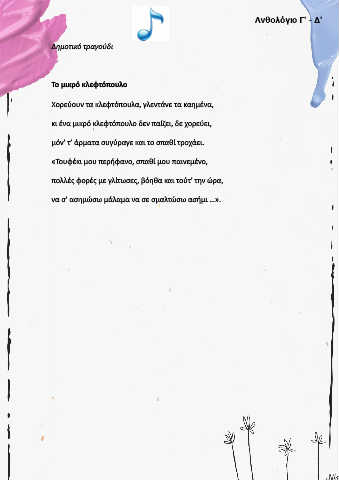 Ανθολόγιο Γ' - Δ'
Δημοτικό τραγούδι
Το μικρό κλεφτόπουλο
Χορεύουν τα κλεφτόπουλα, γλεντάνε τα καημένα,
κι ένα μικρό κλεφτόπουλο δεν παίζει, δε χορεύει,
μόν' τ' άρματα συγύραγε και το σπαθί τροχάει.
«Τουφέκι μου περήφανο, σπαθί μου παινεμένο,
πολλές φορές με γλίτωσες, βόηθα και τούτ' την ώρα,
να σ' ασημώσω μάλαμα να σε σμαλτώσω ασήμι ...».